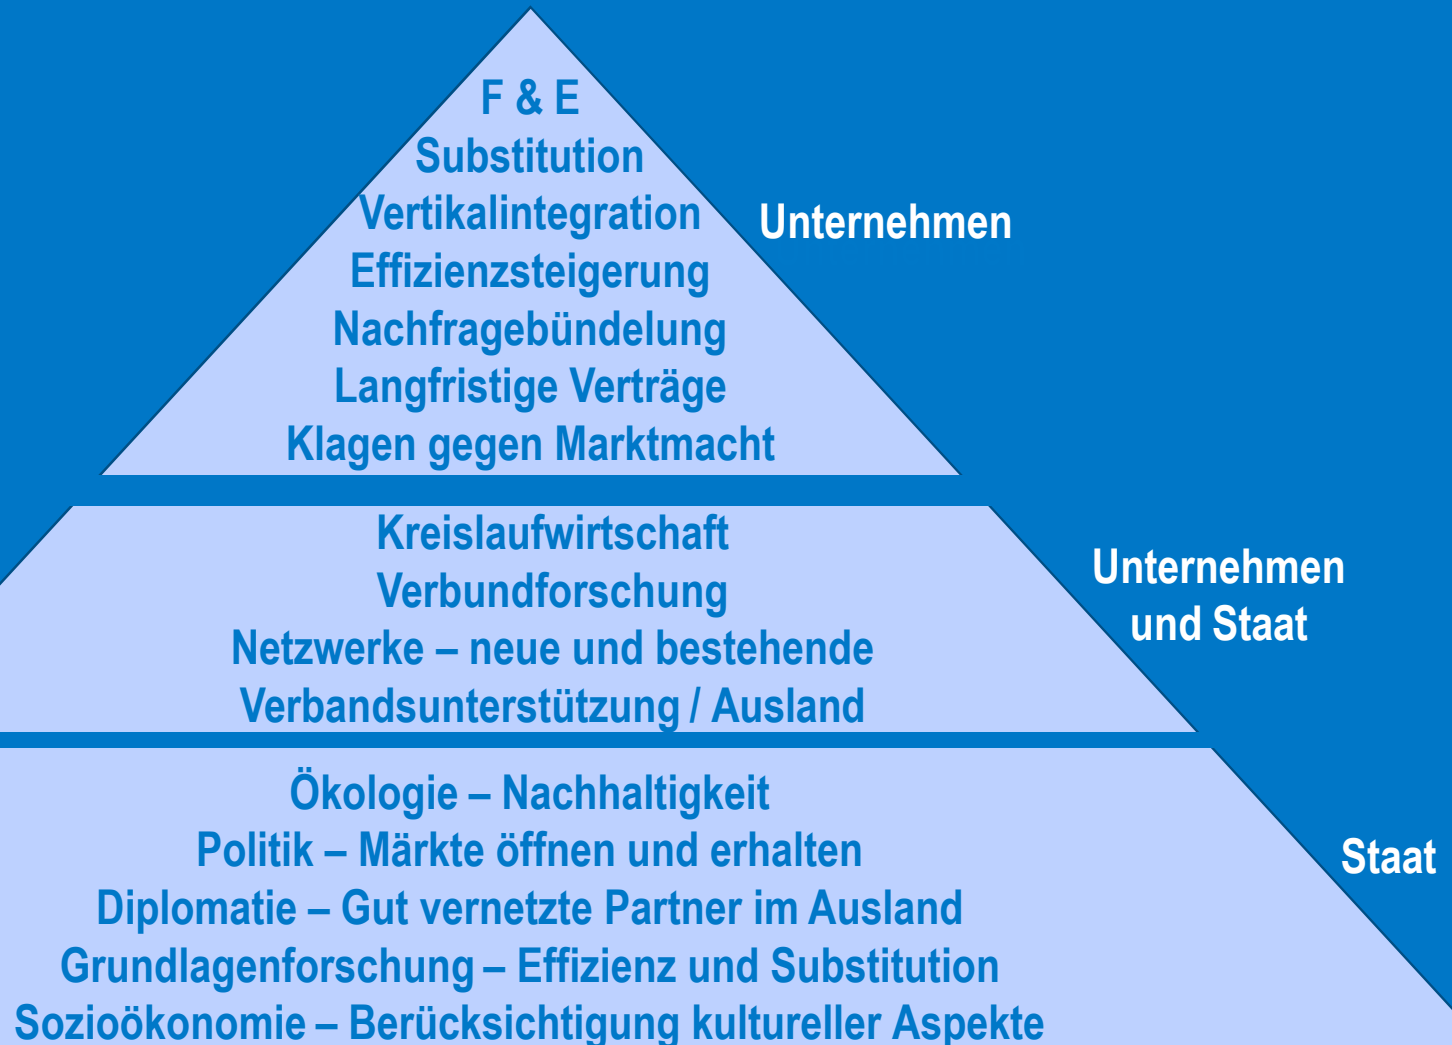 F & E
Substitution
Vertikalintegration
Effizienzsteigerung
Nachfragebündelung
Langfristige Verträge
Klagen gegen Marktmacht
Unternehmen
Kreislaufwirtschaft
Verbundforschung
Netzwerke – neue und bestehende
Verbandsunterstützung / Ausland
Unternehmen
und Staat
Ökologie – Nachhaltigkeit
Politik – Märkte öffnen und erhalten
Diplomatie – Gut vernetzte Partner im Ausland
Grundlagenforschung – Effizienz und Substitution
Sozioökonomie – Berücksichtigung kultureller Aspekte
Staat